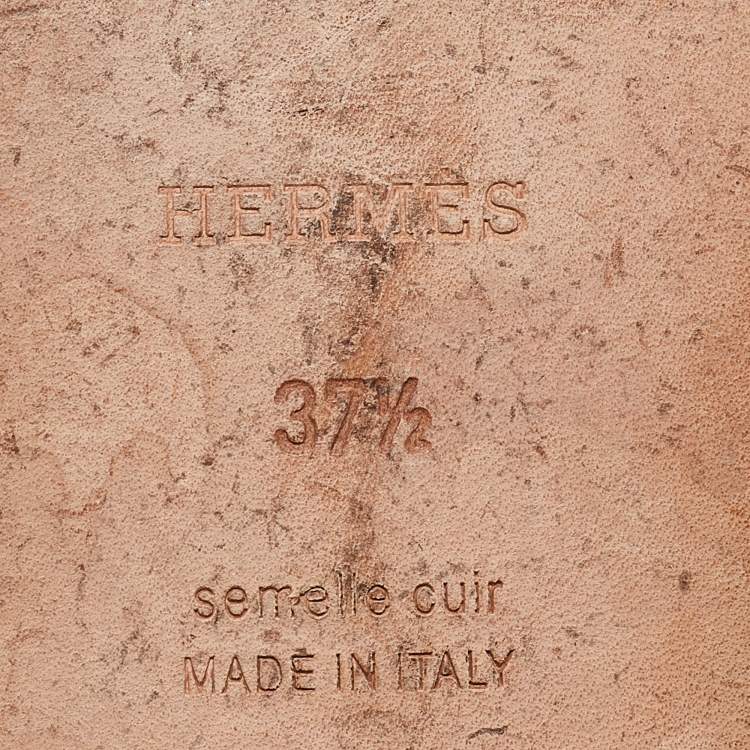 HERMÈS
37½
semelle cuir
MADE IN ITALY